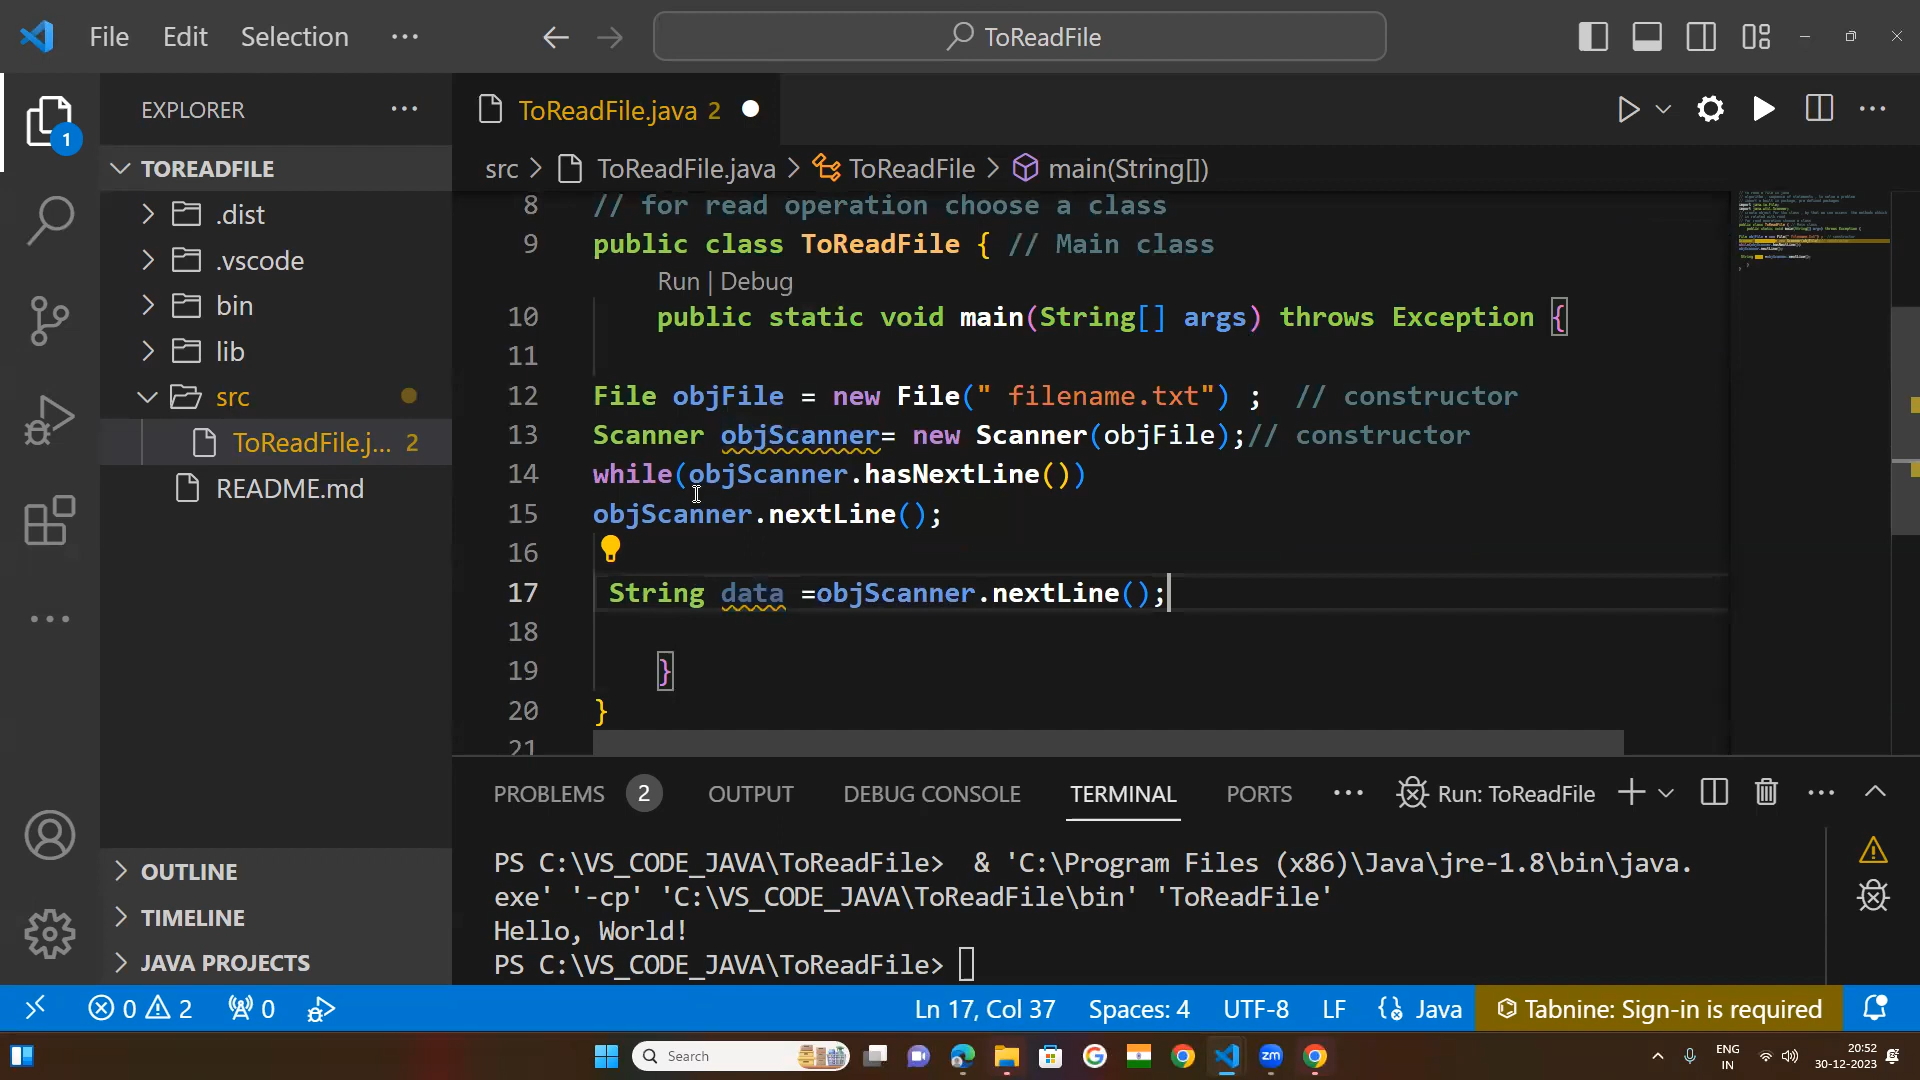 File Edit Selection ···
ToReadFile
EXPLORER ···
TOREADFILE
.dist
.vscode
bin
lib
src
ToReadFile.j... 2
README.md
OUTLINE
TIMELINE
JAVA PROJECTS
1
ToReadFile.java 2
src > ToReadFile.java > ToReadFile > main(String[])
8 // for read operation choose a class
9 public class ToReadFile { // Main class
Run | Debug
10 public static void main(String[] args) throws Exception {
11
12 File objFile = new File(" filename.txt") ;  // constructor
13 Scanner objScanner= new Scanner(objFile);// constructor
14 while(objScanner.hasNextLine())
15 objScanner.nextLine();
16
17 String data =objScanner.nextLine();
18
19 }
20 }
21
PROBLEMS 2 OUTPUT DEBUG CONSOLE TERMINAL PORTS ··· Run: ToReadFile
PS C:\VS_CODE_JAVA\ToReadFile>  & 'C:\Program Files (x86)\Java\jre-1.8\bin\java.
exe' '-cp' 'C:\VS_CODE_JAVA\ToReadFile\bin' 'ToReadFile'
Hello, World!
PS C:\VS_CODE_JAVA\ToReadFile>
0 2 0 Ln 17, Col 37 Spaces: 4 UTF-8 LF Java Tabnine: Sign-in is required
Search zm ENG 20:52
IN 30-12-2023